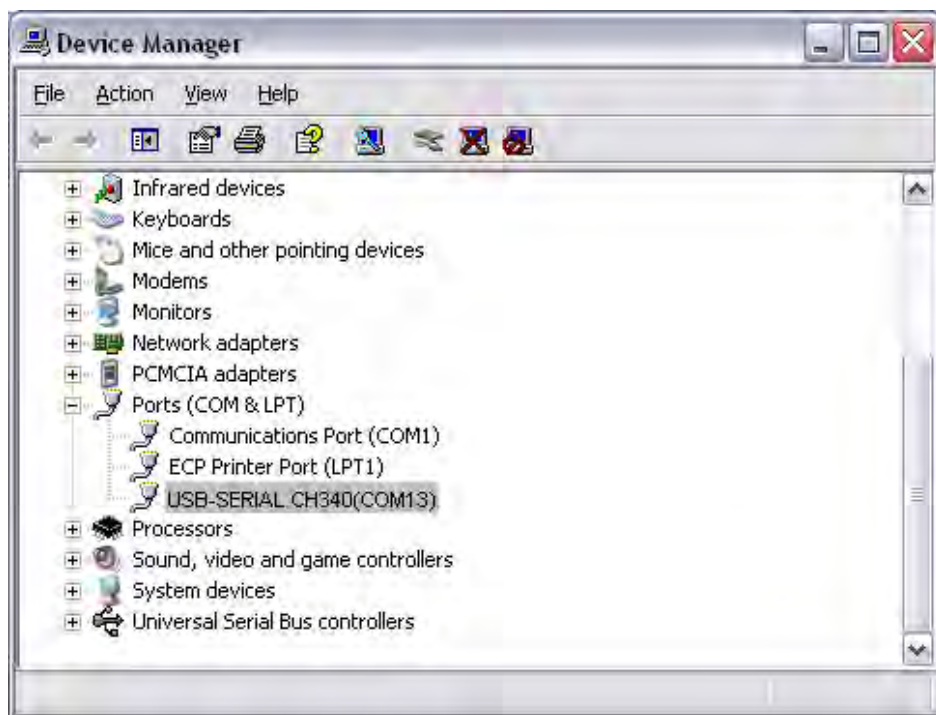 Device Manager
File Action View Help
Infrared devices
Keyboards
Mice and other pointing devices
Modems
Monitors
Network adapters
PCMCIA adapters
Ports (COM & LPT)
Communications Port (COM1)
ECP Printer Port (LPT1)
USB-SERIAL CH340(COM13)
Processors
Sound, video and game controllers
System devices
Universal Serial Bus controllers